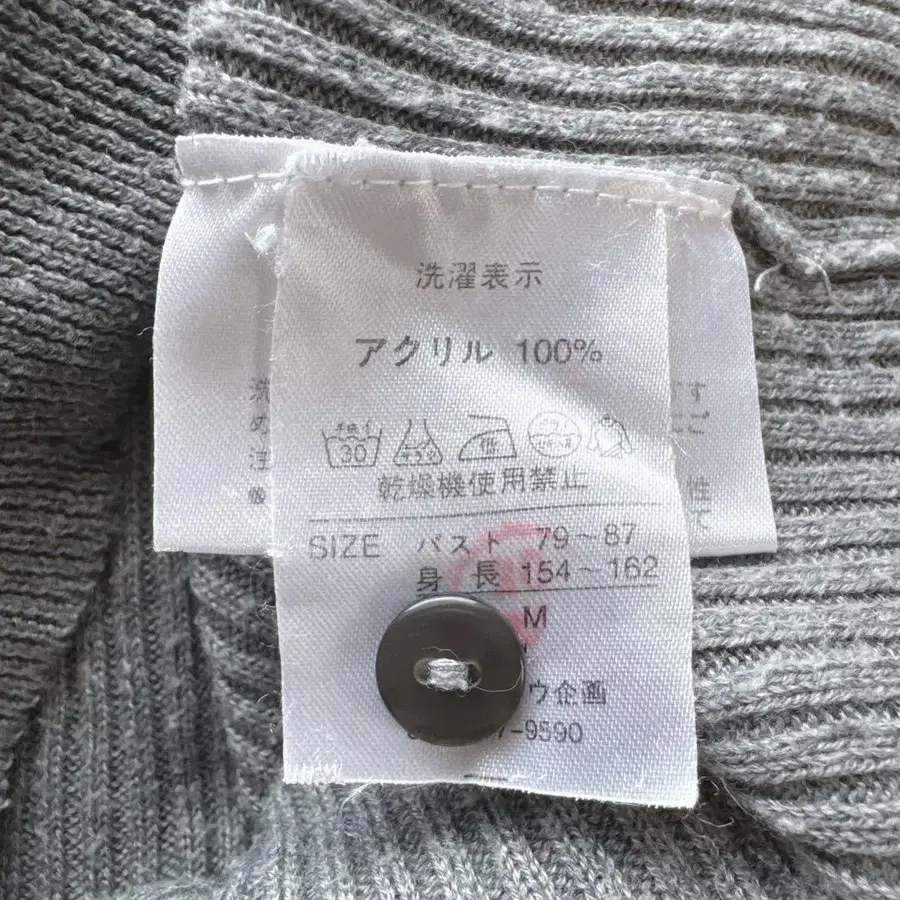 洗濯表示
アクリル 100%
30
乾燥機使用禁止
SIZE バスト 79～87
身長 154～162
M
ウ企画
7-9590